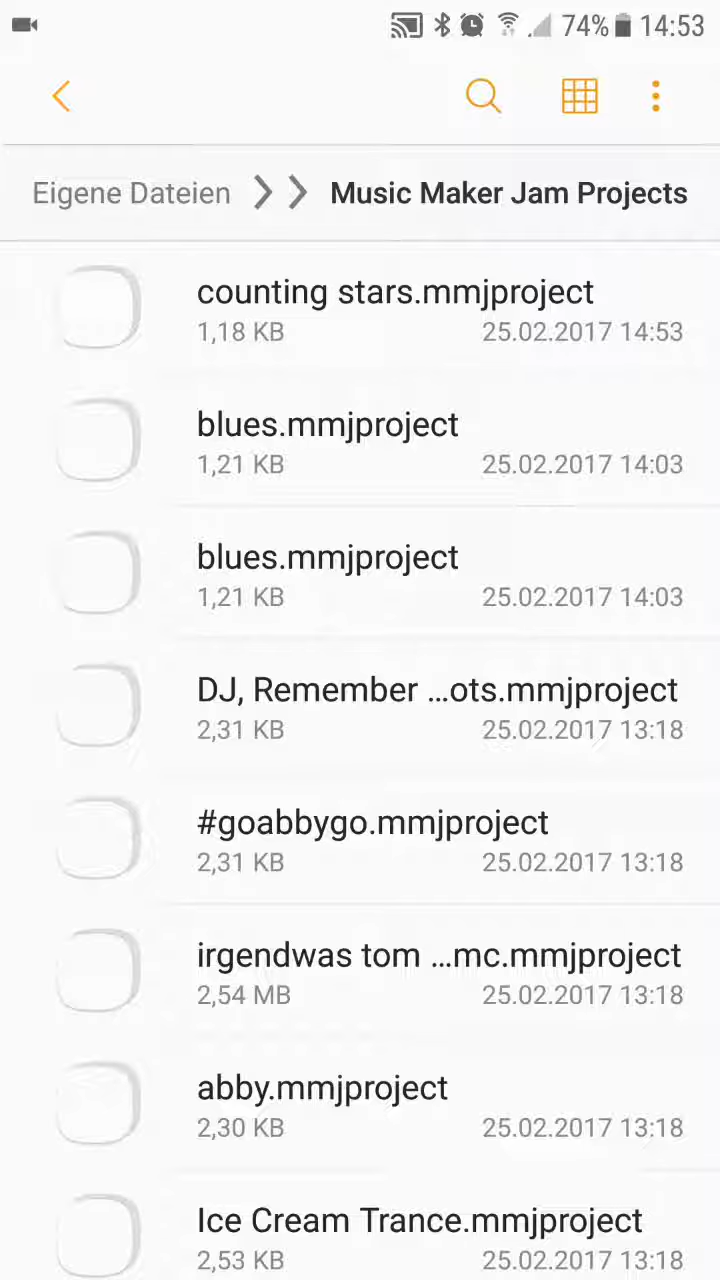 74% 14:53
Eigene Dateien Music Maker Jam Projects
counting stars.mmjproject
1,18 KB 25.02.2017 14:53
blues.mmjproject
1,21 KB 25.02.2017 14:03
blues.mmjproject
1,21 KB 25.02.2017 14:03
DJ, Remember ...ots.mmjproject
2,31 KB 25.02.2017 13:18
#goabbygo.mmjproject
2,31 KB 25.02.2017 13:18
irgendwas tom ...mc.mmjproject
2,54 MB 25.02.2017 13:18
abby.mmjproject
2,30 KB 25.02.2017 13:18
Ice Cream Trance.mmjproject
2,53 KB 25.02.2017 13:18